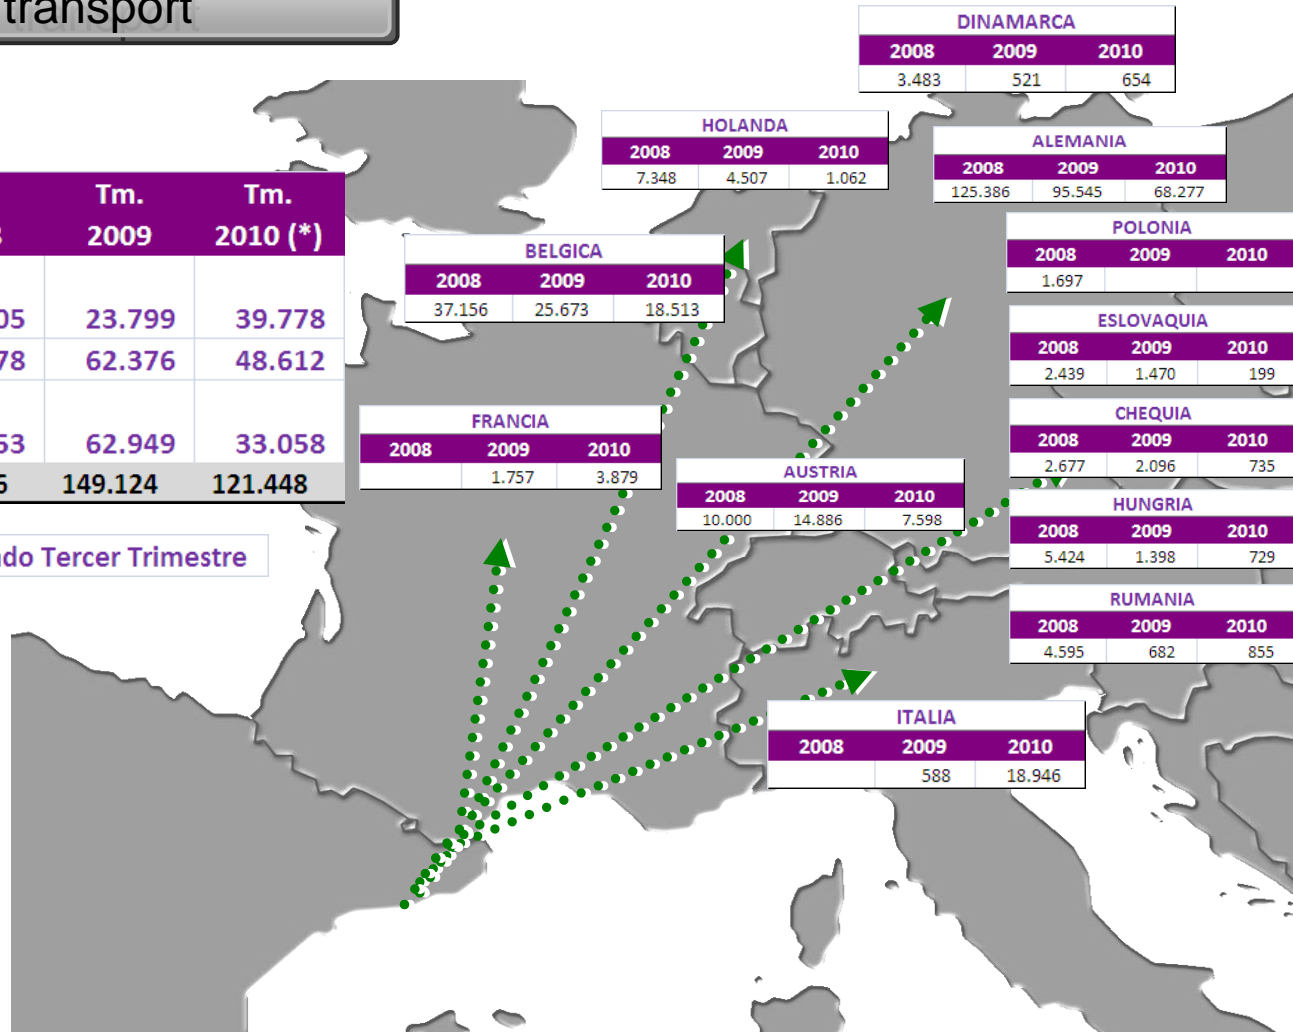 transport
DINAMARCA
2008 2009 2010
3.483 521 654
HOLANDA
2008 2009 2010
7.348 4.507 1.062
ALEMANIA
2008 2009 2010
125.386 95.545 68.277
Tm. Tm.
2009 2010 (*)
23.799 39.778
62.376 48.612
62.949 33.058
149.124 121.448
BELGICA
2008 2009 2010
37.156 25.673 18.513
POLONIA
2008 2009 2010
1.697
ESLOVAQUIA
2008 2009 2010
2.439 1.470 199
FRANCIA
2008 2009 2010
1.757 3.879
CHEQUIA
2008 2009 2010
2.677 2.096 735
AUSTRIA
2008 2009 2010
10.000 14.886 7.598
HUNGRIA
2008 2009 2010
5.424 1.398 729
Tercer Trimestre
RUMANIA
2008 2009 2010
4.595 682 855
ITALIA
2008 2009 2010
588 18.946